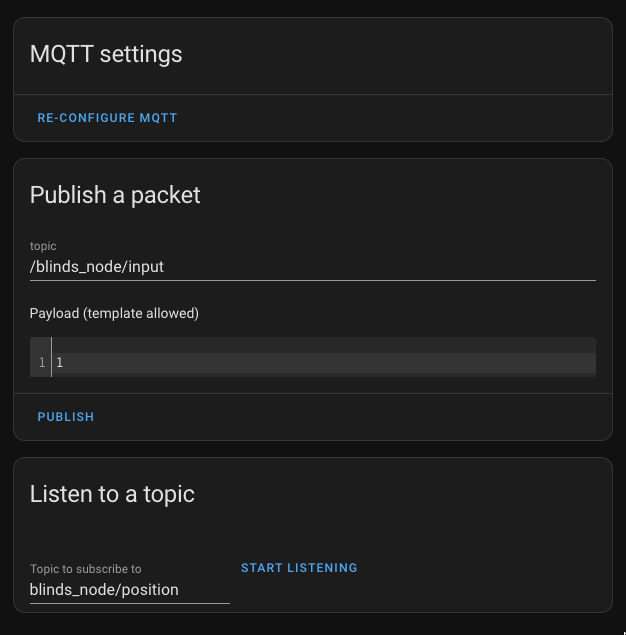 MQTT settings
RE-CONFIGURE MQTT
Publish a packet
topic
/blinds_node/input
Payload (template allowed)
1 1
PUBLISH
Listen to a topic
Topic to subscribe to
START LISTENING
blinds_node/position